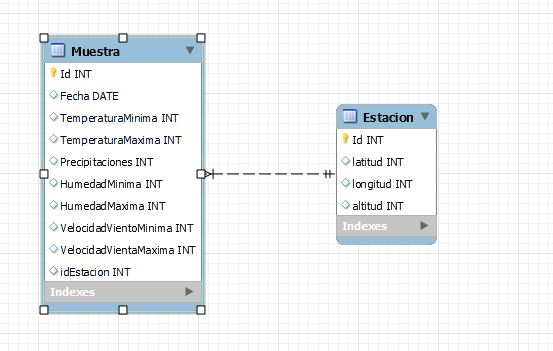 Muestra
Id INT
Fecha DATE
TemperaturaMinima INT
TemperaturaMaxima INT
Precipitaciones INT
HumedadMinima INT
HumedadMaxima INT
VelocidadVientoMinima INT
VelocidadVientaMaxima INT
idEstacion INT
Indexes
Estacion
Id INT
latitud INT
longitud INT
altitud INT
Indexes